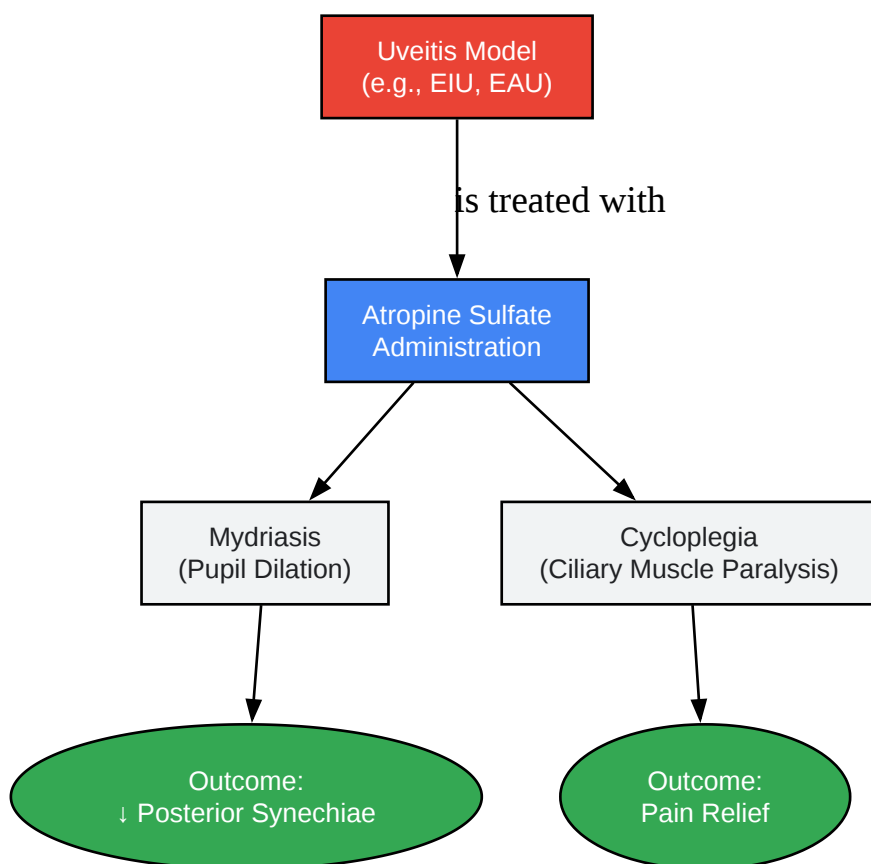 Uveitis Model
(e.g., EIU, EAU)
is treated with
Atropine Sulfate
Administration
Mydriasis
(Pupil Dilation)
Cycloplegia
(Ciliary Muscle Paralysis)
Outcome:
↓ Posterior Synechiae
Outcome:
Pain Relief